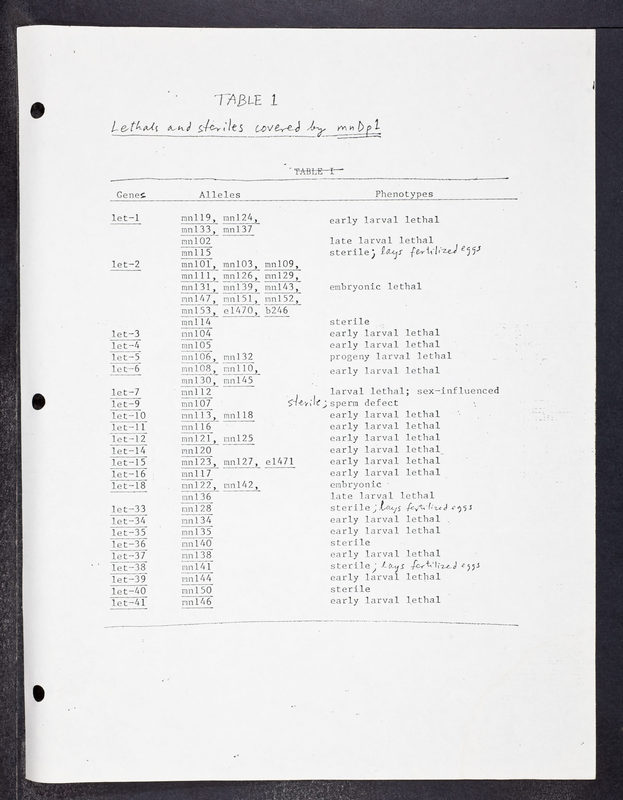 TABLE 1
Lethals and steriles covered by mnDp1
TABLE I
Genes Alleles Phenotypes
let-1 mn119, mn124, early larval lethal
mn133, mn137
mn102 late larval lethal
mn115 sterile; lays fertilized eggs
let-2 mn101, mn103, mn109,
mn111, mn126, mn129,
mn131, mn139, mn143, embryonic lethal
mn147, mn151, mn152,
mn153, e1470, b246
mn114 sterile
let-3 mn104 early larval lethal
let-4 mn105 early larval lethal
let-5 mn106, mn132 progeny larval lethal
let-6 mn108, mn110, early larval lethal
mn130, mn145
let-7 mn112 larval lethal; sex-influenced
let-9 mn107 sterile; sperm defect
let-10 mn113, mn118 early larval lethal
let-11 mn116 early larval lethal
let-12 mn121, mn125 early larval lethal
let-14 mn120 early larval lethal
let-15 mn123, mn127, e1471 early larval lethal
let-16 mn117 early larval lethal
let-18 mn122, mn142, embryonic
mn136 late larval lethal
let-33 mn128 sterile; lays fertilized eggs
let-34 mn134 early larval lethal
let-35 mn135 early larval lethal
let-36 mn140 sterile
let-37 mn138 early larval lethal
let-38 mn141 sterile; lays fertilized eggs
let-39 mn144 early larval lethal
let-40 mn150 sterile
let-41 mn146 early larval lethal